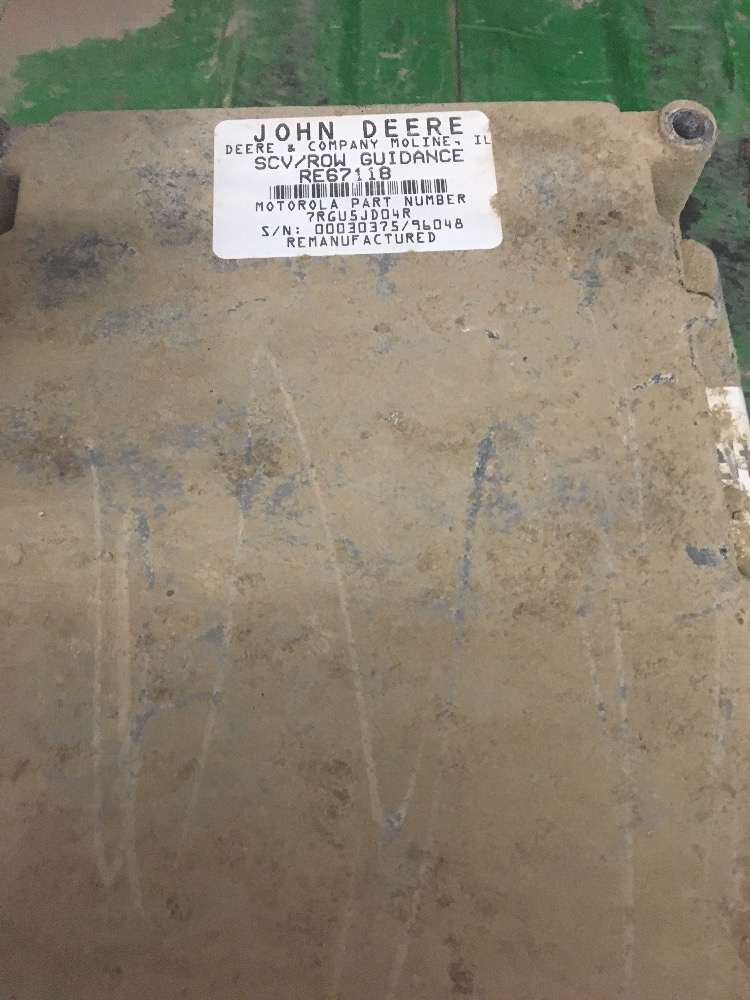 JOHN DEERE
DEERE & COMPANY MOLINE, IL
SCV/ROW GUIDANCE
RE67118
MOTOROLA PART NUMBER
7RGU5JD04R
S/N: 00030375/96048
REMANUFACTURED